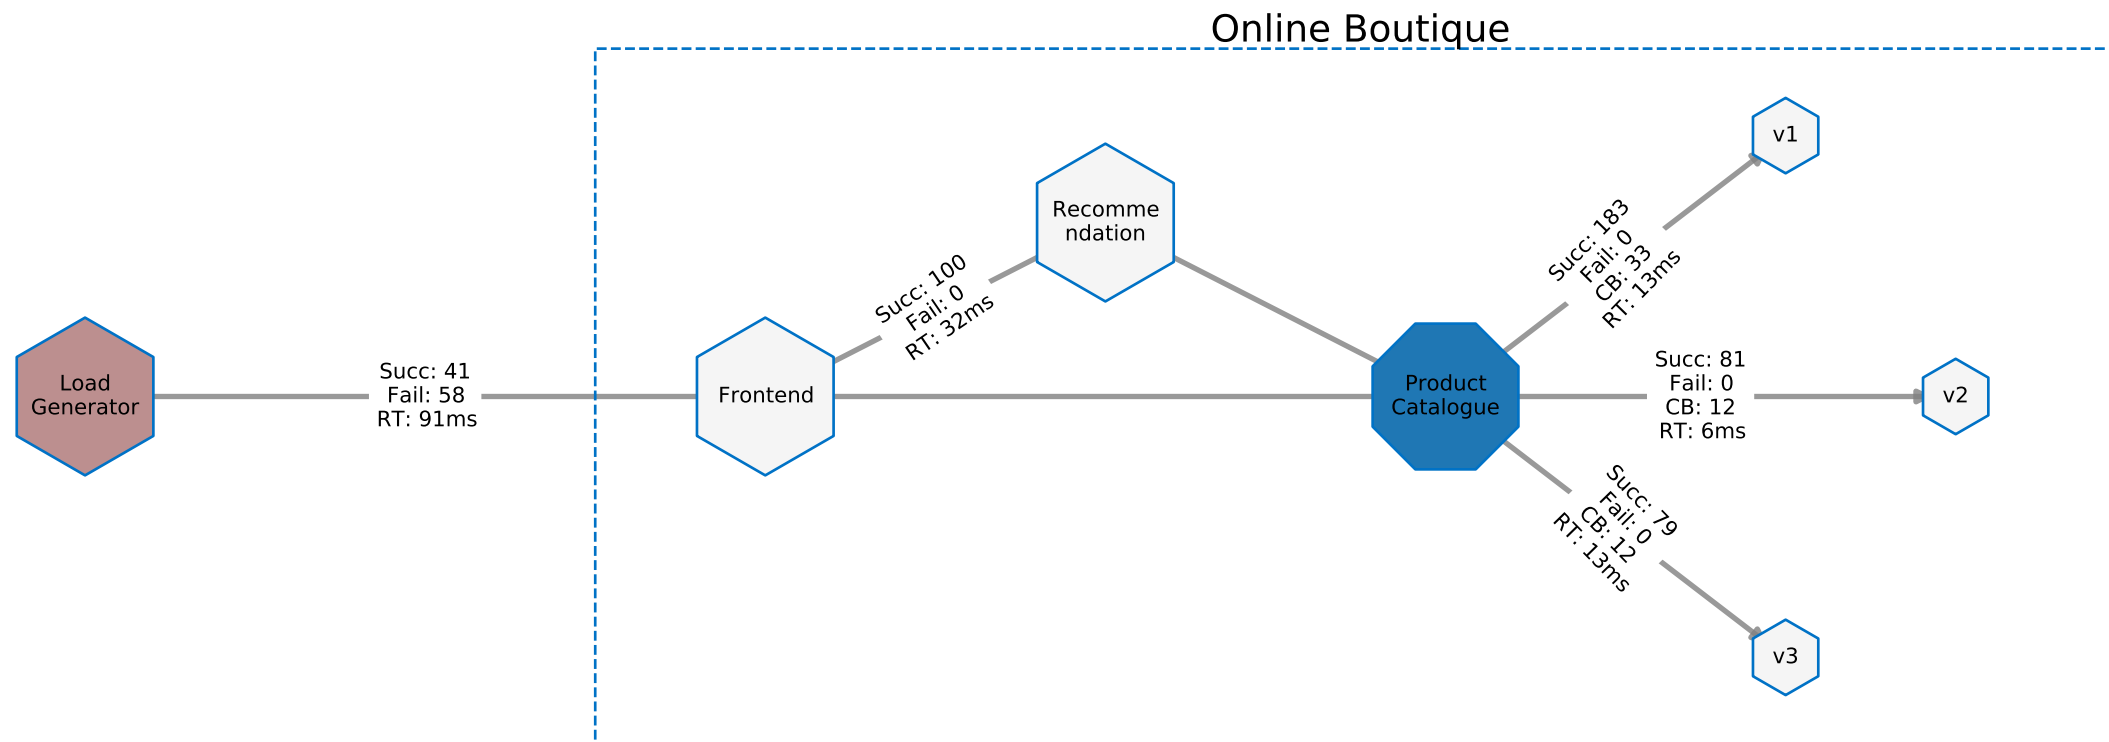 Online Boutique
Load
Generator
Succ: 41
Fail: 58
RT: 91ms
Frontend
Succ: 100
Fail: 0
RT: 32ms
Recomme
ndation
Product
Catalogue
Succ: 183
Fail: 0
CB: 33
RT: 13ms
v1
Succ: 81
Fail: 0
CB: 12
RT: 6ms
v2
Succ: 79
Fail: 0
CB: 12
RT: 13ms
v3